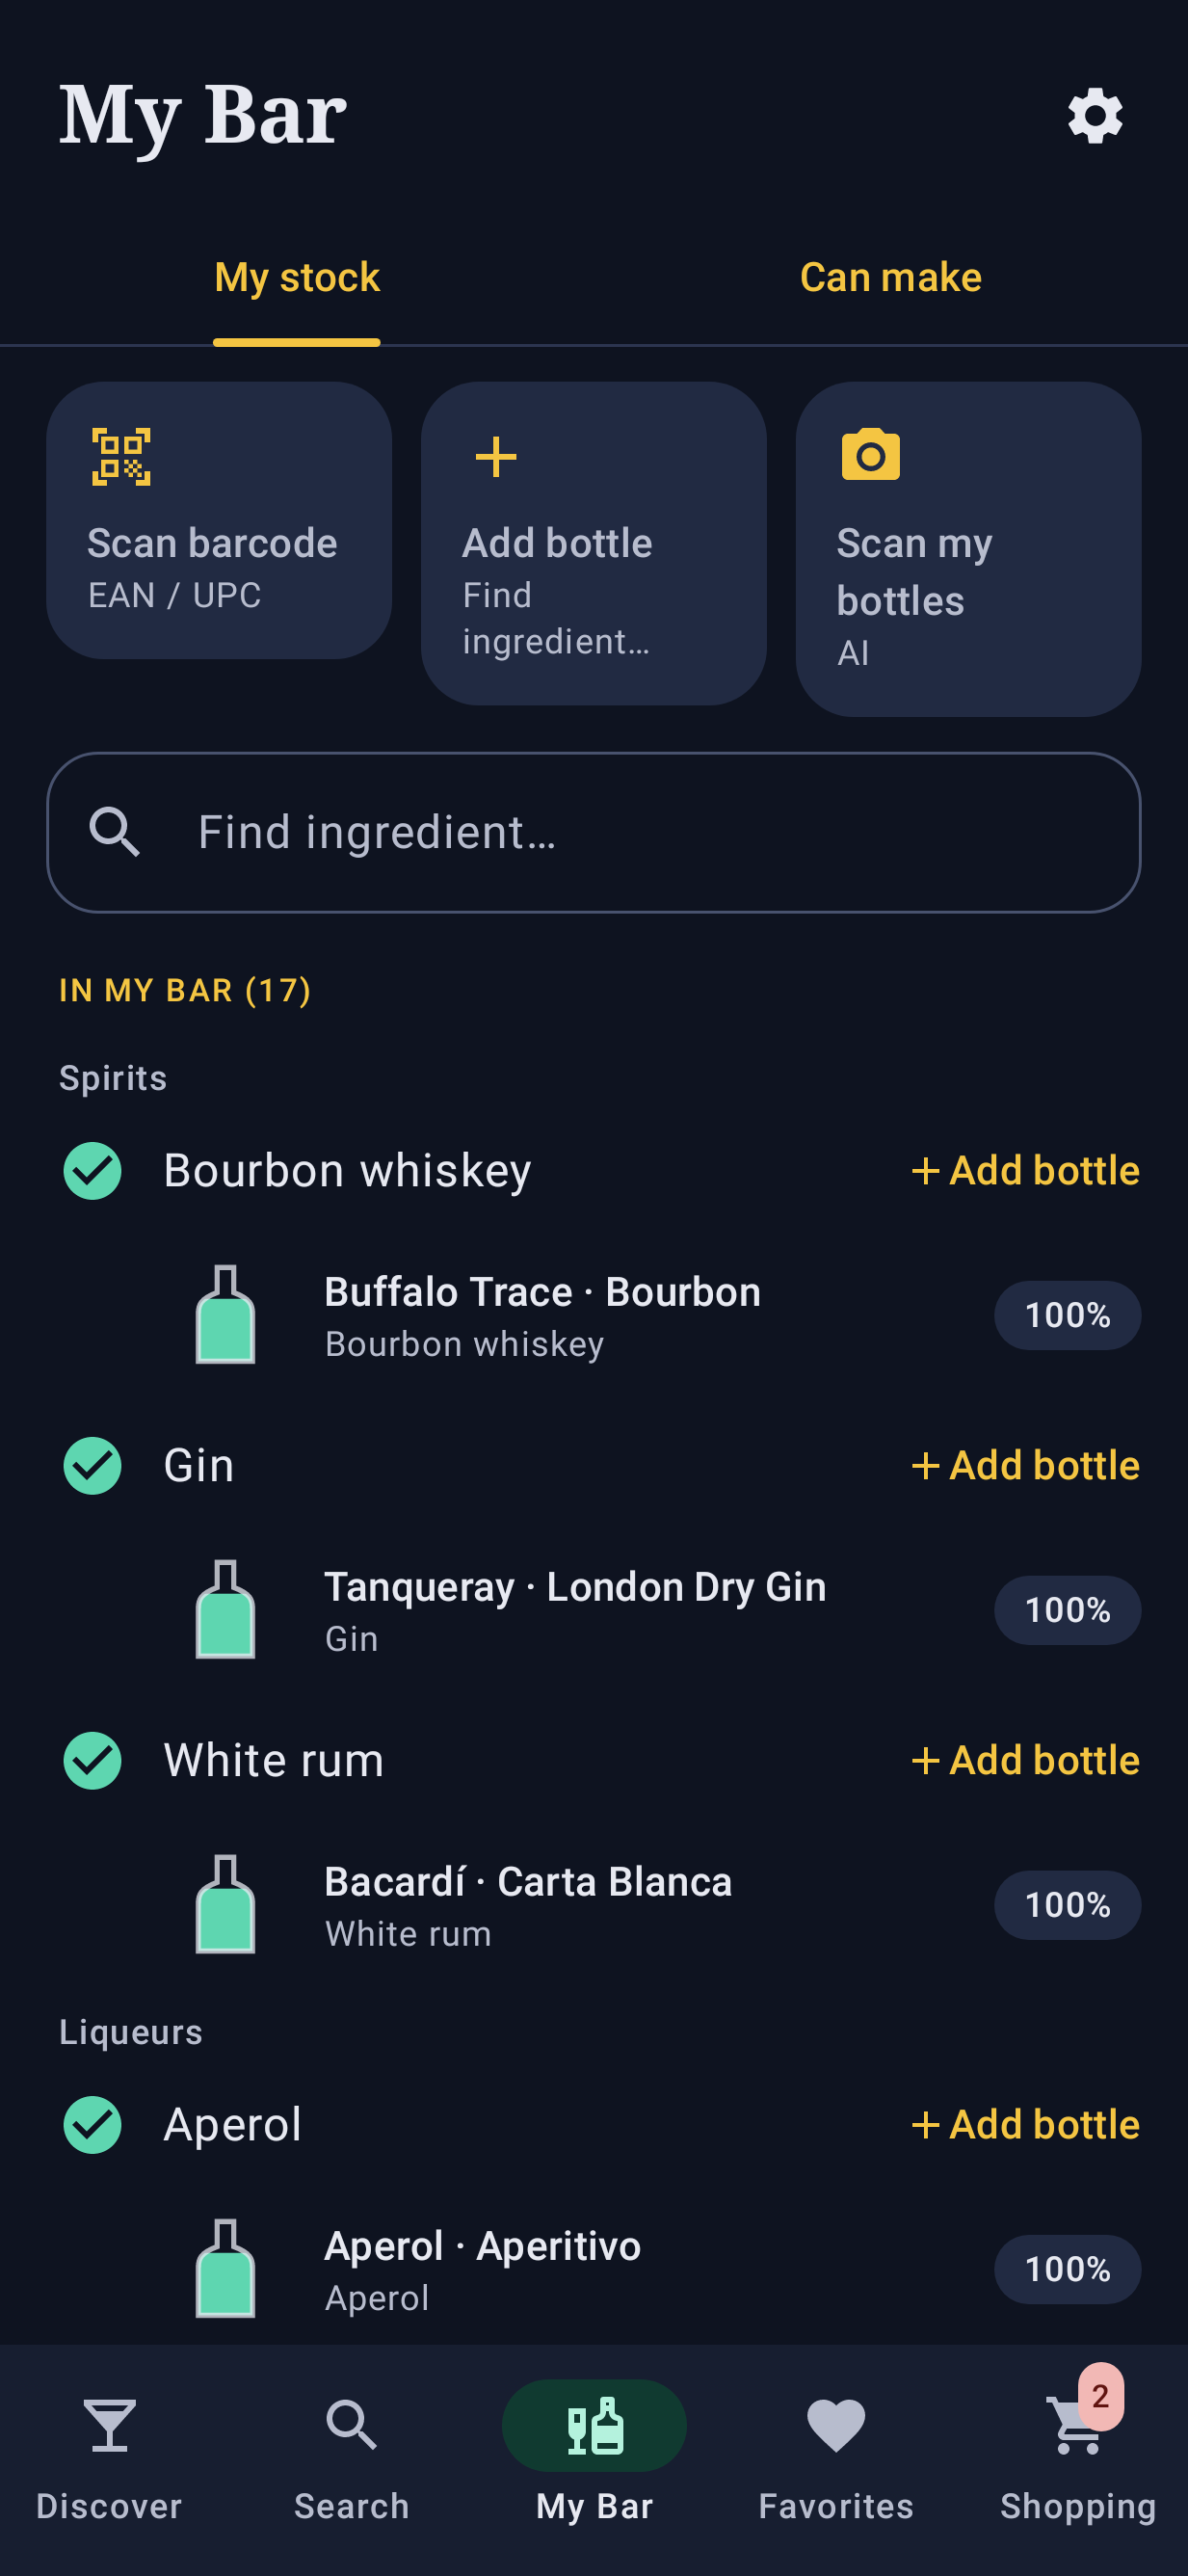 My Bar
My stock
Can make
Scan barcode
EAN / UPC
Add bottle
Find
ingredient…
Scan my
bottles
AI
Find ingredient…
IN MY BAR (17)
Spirits
Bourbon whiskey
+ Add bottle
Buffalo Trace · Bourbon
Bourbon whiskey
100%
Gin
+ Add bottle
Tanqueray · London Dry Gin
Gin
100%
White rum
+ Add bottle
Bacardí · Carta Blanca
White rum
100%
Liqueurs
Aperol
+ Add bottle
Aperol · Aperitivo
Aperol
100%
2
Discover
Search
My Bar
Favorites
Shopping